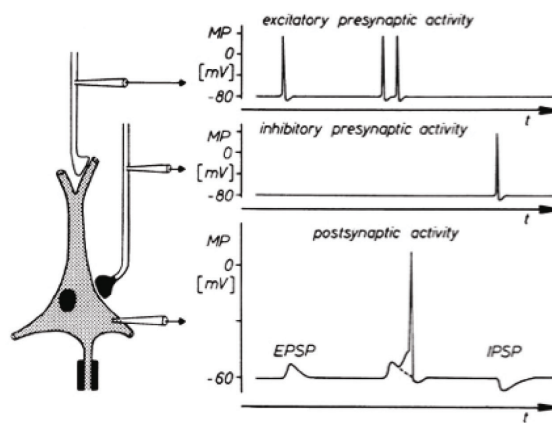 excitatory presynaptic activity
MP
0
[mV]
-80
t
inhibitory presynaptic activity
MP
0
[mV]
-80
t
postsynaptic activity
MP
0
[mV]
EPSP
IPSP
-60
t